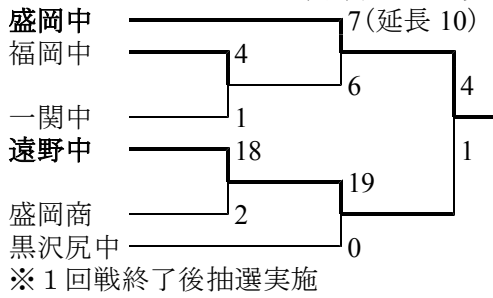 盛岡中
7(延長 10)
福岡中
4
6
4
一関中
1
遠野中
18
1
19
盛岡商
2
黒沢尻中
0
※１回戦終了後抽選実施